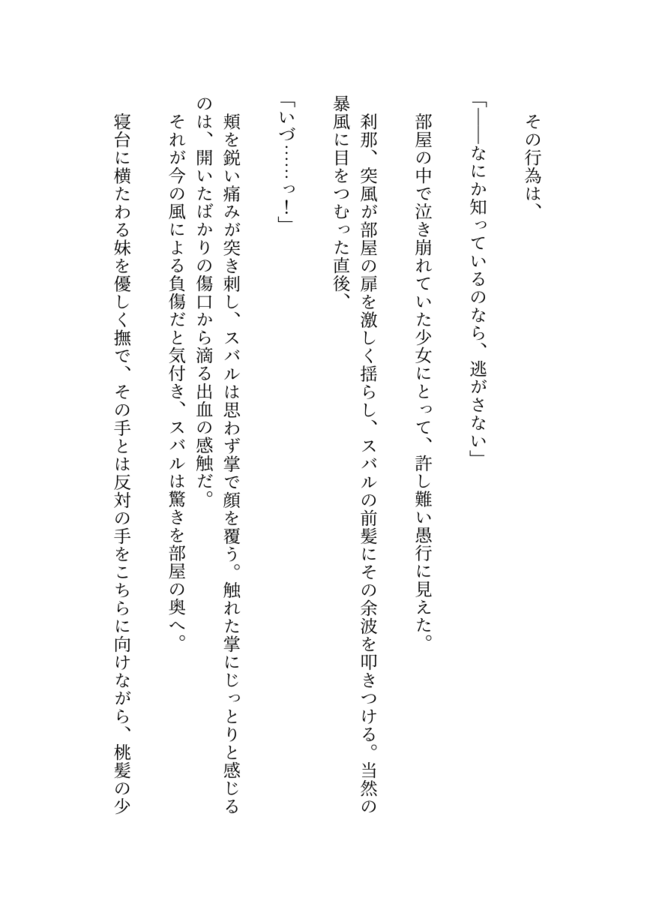 その行為は、
「――なにか知っているのなら、逃がさない」
部屋の中で泣き崩れていた少女にとって、許し難い愚行に見えた。
刹那、突風が部屋の扉を激しく揺らし、スバルの前髪にその余波を叩きつける。当然の
暴風に目をつむった直後、
「いづ……っ！」
頬を鋭い痛みが突き刺し、スバルは思わず掌で顔を覆う。触れた掌にじっとりと感じる
のは、開いたばかりの傷口から滴る出血の感触だ。
それが今の風による負傷だと気付き、スバルは驚きを部屋の奥へ。
寝台に横たわる妹を優しく撫で、その手とは反対の手をこちらに向けながら、桃髪の少